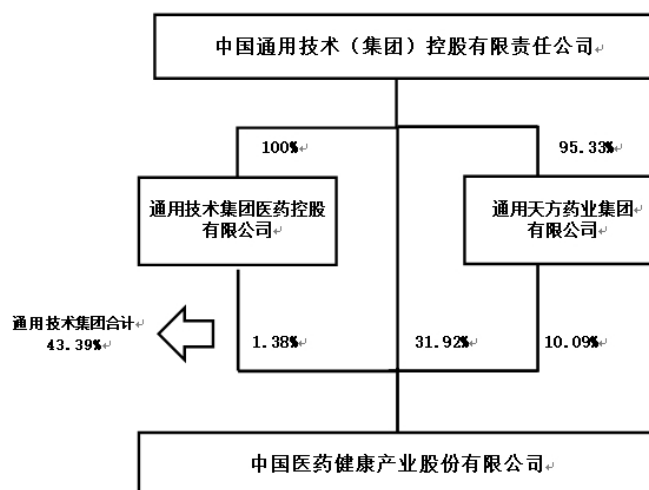 中国通用技术（集团）控股有限责任公司
100%
95.33%
通用技术集团医药控股
有限公司
通用天方药业集团
有限公司
通用技术集团合计
43.39%
1.38%
31.92%
10.09%
中国医药健康产业股份有限公司